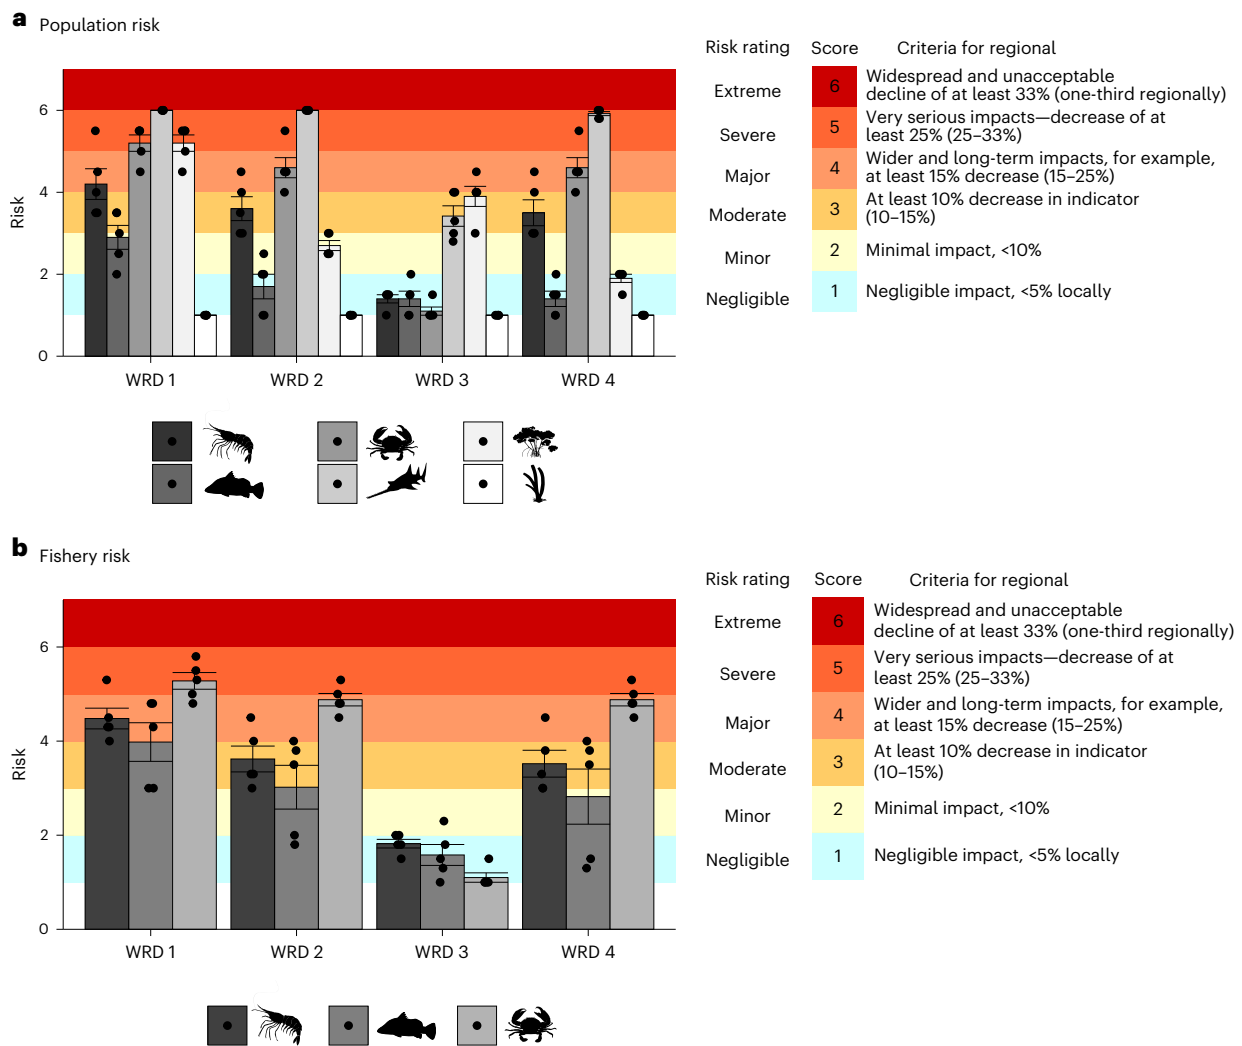 a Population risk
Risk
6
4
2
0
WRD 1 WRD 2 WRD 3 WRD 4
Risk rating Score Criteria for regional
Extreme 6 Widespread and unacceptable
decline of at least 33% (one-third regionally)
Severe 5 Very serious impacts—decrease of at
least 25% (25–33%)
Major 4 Wider and long-term impacts, for example,
at least 15% decrease (15–25%)
Moderate 3 At least 10% decrease in indicator
(10–15%)
Minor 2 Minimal impact, <10%
Negligible 1 Negligible impact, <5% locally
b Fishery risk
Risk
6
4
2
0
WRD 1 WRD 2 WRD 3 WRD 4
Risk rating Score Criteria for regional
Extreme 6 Widespread and unacceptable
decline of at least 33% (one-third regionally)
Severe 5 Very serious impacts—decrease of at
least 25% (25–33%)
Major 4 Wider and long-term impacts, for example,
at least 15% decrease (15–25%)
Moderate 3 At least 10% decrease in indicator
(10–15%)
Minor 2 Minimal impact, <10%
Negligible 1 Negligible impact, <5% locally